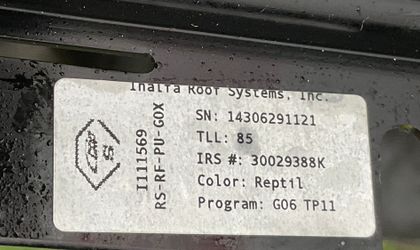 Inalfa Roof Systems, Inc.
SN: 14306291121
TLL: 85
IRS #: 30029388K
Color: Reptil
Program: G06 TP11
I111569
RS-RF-PU-GOX